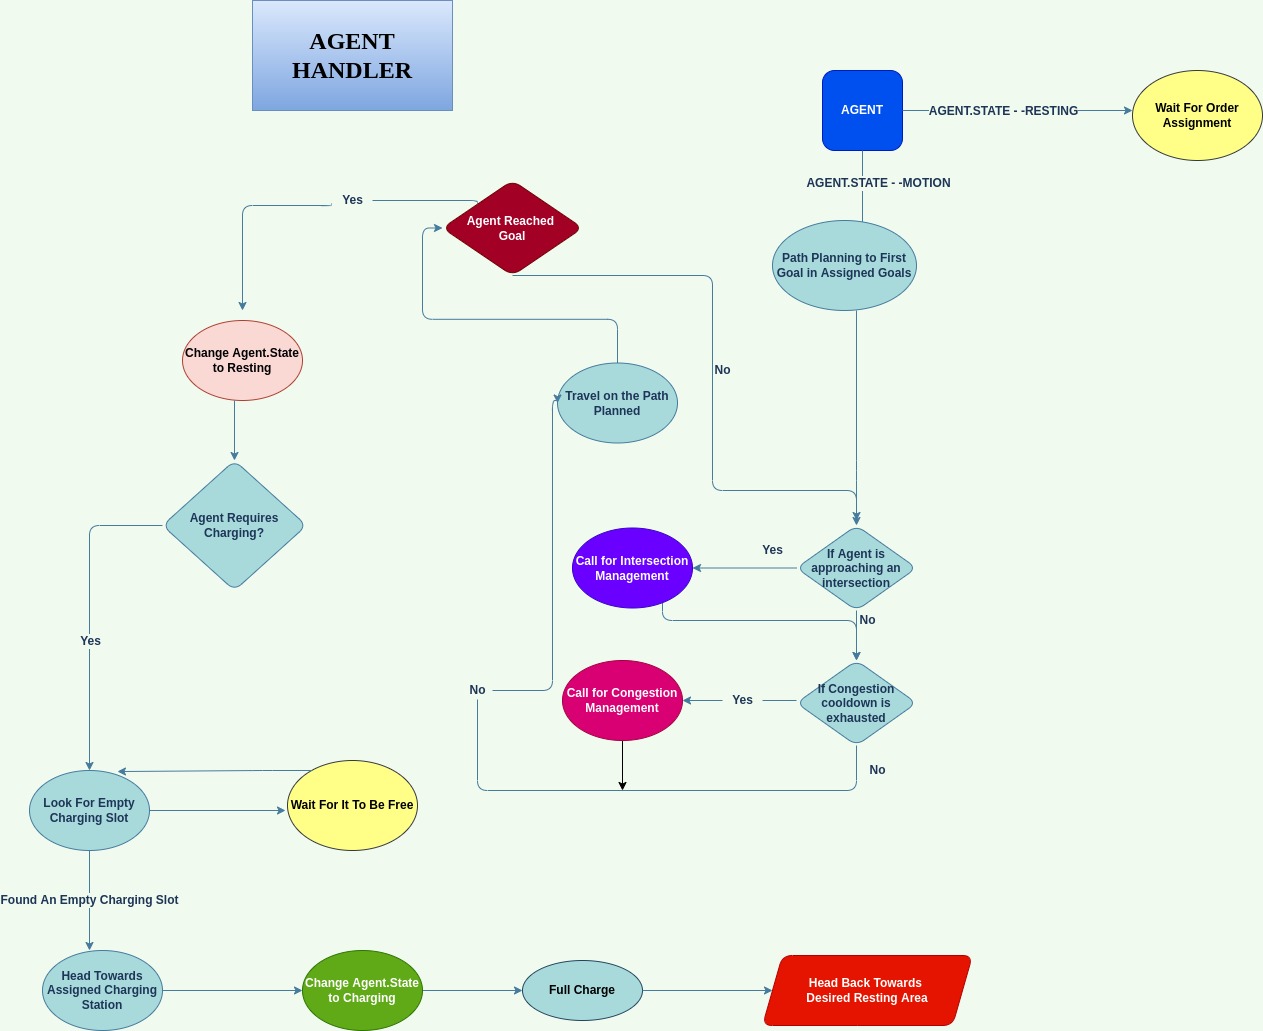 AGENT
HANDLER
AGENT
AGENT.STATE - -RESTING
Wait For Order
Assignment
AGENT.STATE - -MOTION
Path Planning to First
Goal in Assigned Goals
Yes
Agent Reached
Goal
No
Change Agent.State
to Resting
Travel on the Path
Planned
Agent Requires
Charging?
Yes
If Agent is
approaching an
intersection
Yes
Call for Intersection
Management
No
If Congestion
cooldown is
exhausted
Yes
Call for Congestion
Management
No
No
Look For Empty
Charging Slot
Wait For It To Be Free
Found An Empty Charging Slot
Head Towards
Assigned Charging
Station
Change Agent.State
to Charging
Full Charge
Head Back Towards
Desired Resting Area